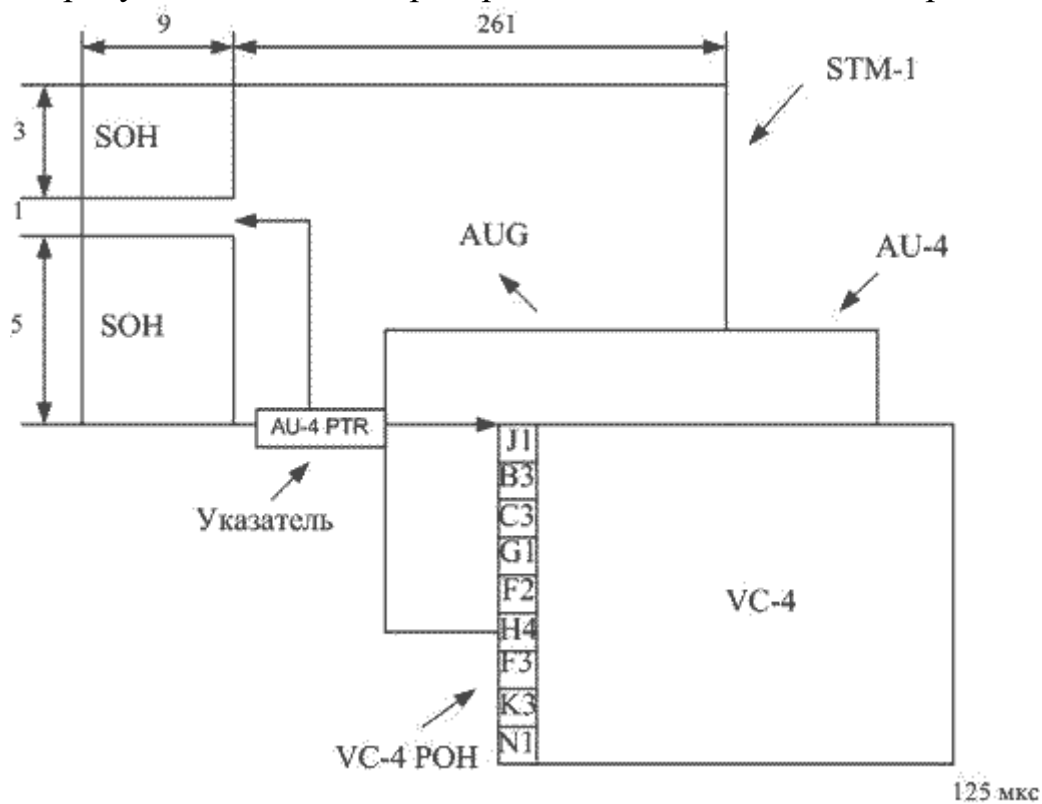 9
261
STM-1
3
SOH
1
AUG
AU-4
5
SOH
AU-4 PTR
J1
B3
Указатель
C3
G1
F2
VC-4
H4
F3
K3
VC-4 POH
N1
125 мкс